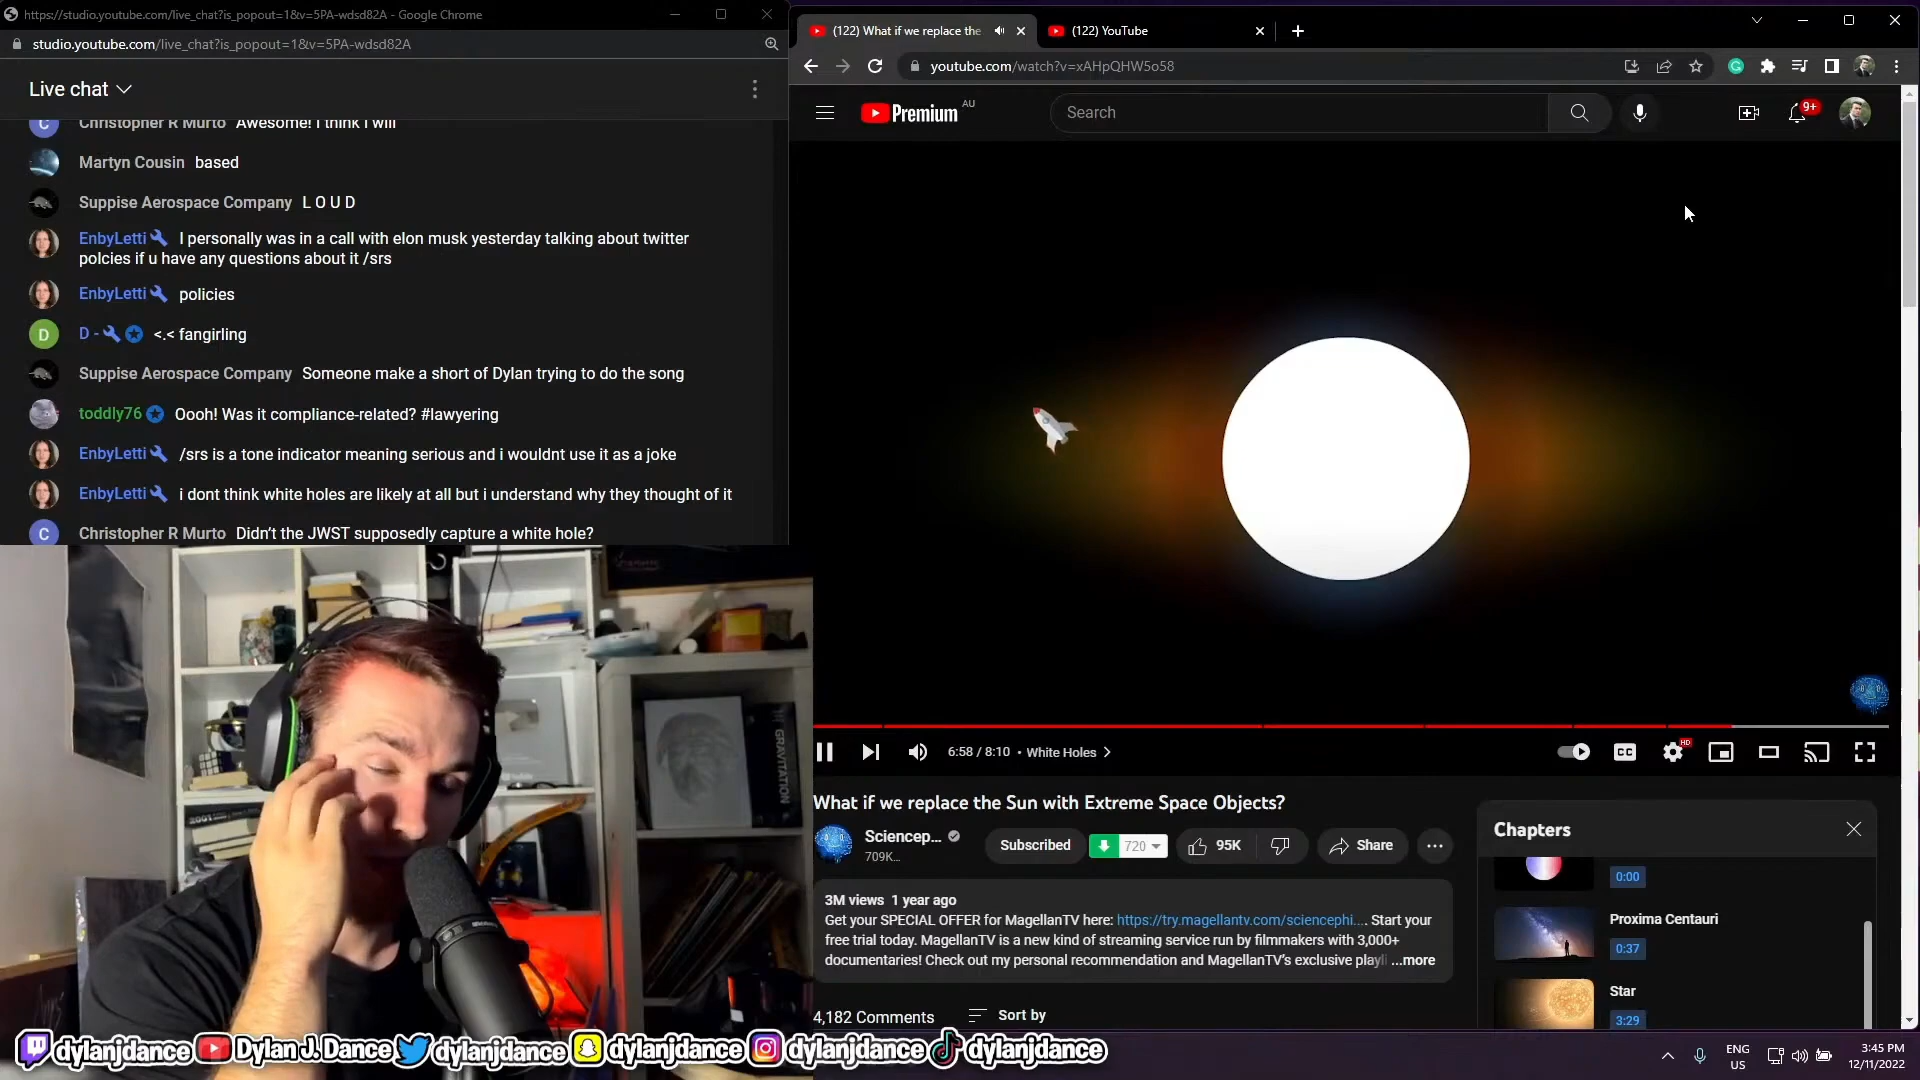 https://studio.youtube.com/live_chat?is_popout=1&v=5PA-wdsd82A - Google Chrome
studio.youtube.com/live_chat?is_popout=1&v=5PA-wdsd82A
Live chat
C Christopher R Murto Awesome! I think I will
Martyn Cousin based
Suppise Aerospace Company L O U D
EnbyLetti I personally was in a call with elon musk yesterday talking about twitter
polcies if u have any questions about it /srs
EnbyLetti policies
D D - <.< fangirling
Suppise Aerospace Company Someone make a short of Dylan trying to do the song
toddly76 Oooh! Was it compliance-related? #lawyering
EnbyLetti /srs is a tone indicator meaning serious and i wouldnt use it as a joke
EnbyLetti i dont think white holes are likely at all but i understand why they thought of it
C Christopher R Murto Didn't the JWST supposedly capture a white hole?
(122) What if we replace the
(122) YouTube
youtube.com/watch?v=xAHpQHW5o58
Premium AU
Search
9+
6:58 / 8:10 • White Holes
CC
HD
What if we replace the Sun with Extreme Space Objects?
Sciencep...
709K...
Subscribed
720
95K
Share
3M views 1 year ago
Get your SPECIAL OFFER for MagellanTV here: https://try.magellantv.com/sciencephi.... Start your
free trial today. MagellanTV is a new kind of streaming service run by filmmakers with 3,000+
documentaries! Check out my personal recommendation and MagellanTV's exclusive playli ...more
4,182 Comments
Sort by
Chapters
0:00
Proxima Centauri
0:37
Star
3:29
GRAVITATION
dylanjdance Dylan J. Dance dylanjdance dylanjdance dylanjdance dylanjdance
ENG
US
3:45 PM
12/11/2022